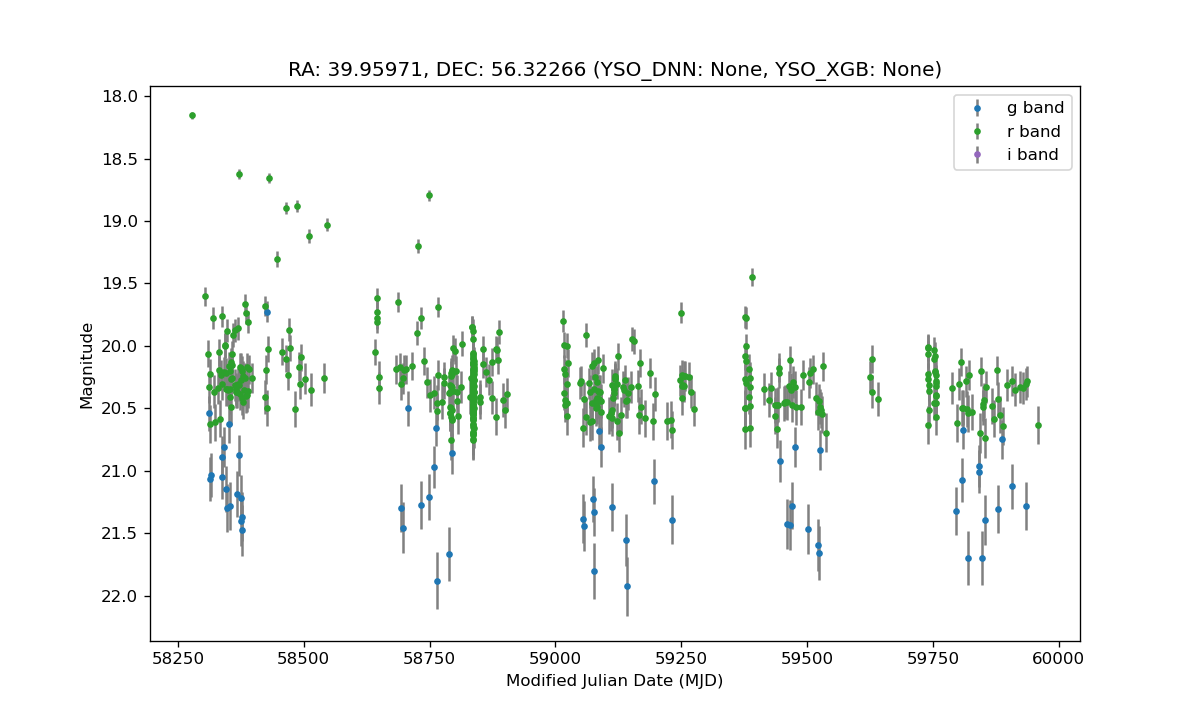 RA: 39.95971, DEC: 56.32266 (YSO_DNN: None, YSO_XGB: None)
g band
r band
i band
18.0
18.5
19.0
19.5
20.0
20.5
21.0
21.5
22.0
Magnitude
58250 58500 58750 59000 59250 59500 59750 60000
Modified Julian Date (MJD)